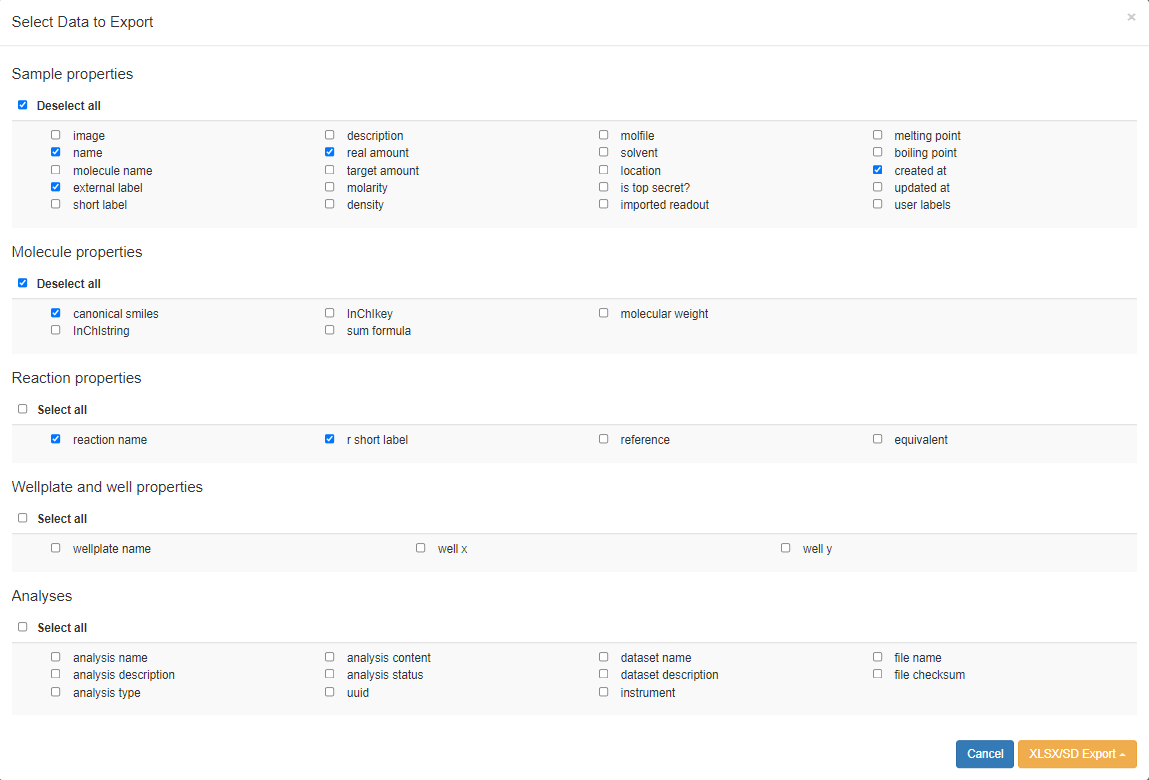 Select Data to Export ×
Sample properties
Deselect all
image description molfile melting point
name real amount solvent boiling point
molecule name target amount location created at
external label molarity is top secret? updated at
short label density imported readout user labels
Molecule properties
Deselect all
canonical smiles InChIkey molecular weight
InChIstring sum formula
Reaction properties
Select all
reaction name r short label reference equivalent
Wellplate and well properties
Select all
wellplate name well x well y
Analyses
Select all
analysis name analysis content dataset name file name
analysis description analysis status dataset description file checksum
analysis type uuid instrument
Cancel XLSX/SD Export